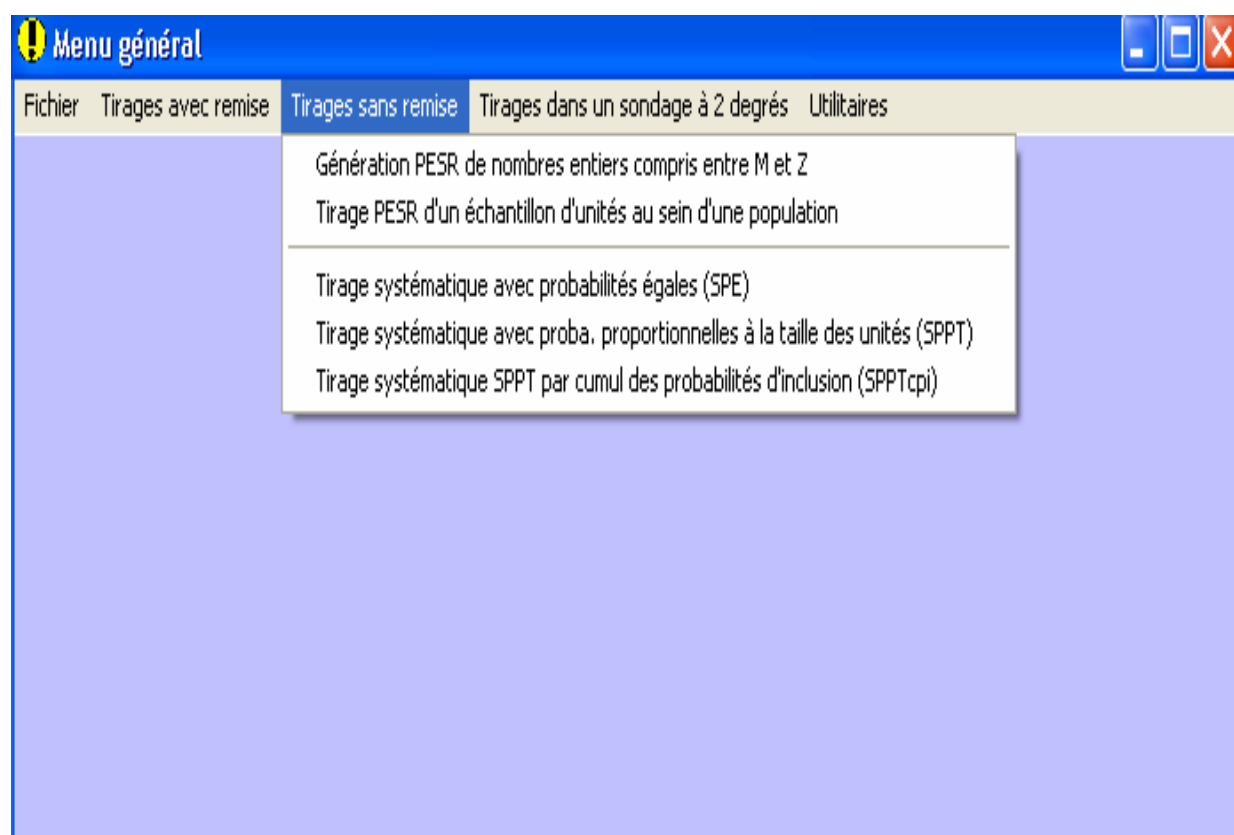 Menu général
Fichier Tirages avec remise Tirages sans remise Tirages dans un sondage à 2 degrés Utilitaires
Génération PESR de nombres entiers compris entre M et Z
Tirage PESR d'un échantillon d'unités au sein d'une population
Tirage systématique avec probabilités égales (SPE)
Tirage systématique avec proba. proportionnelles à la taille des unités (SPPT)
Tirage systématique SPPT par cumul des probabilités d'inclusion (SPPTcpi)